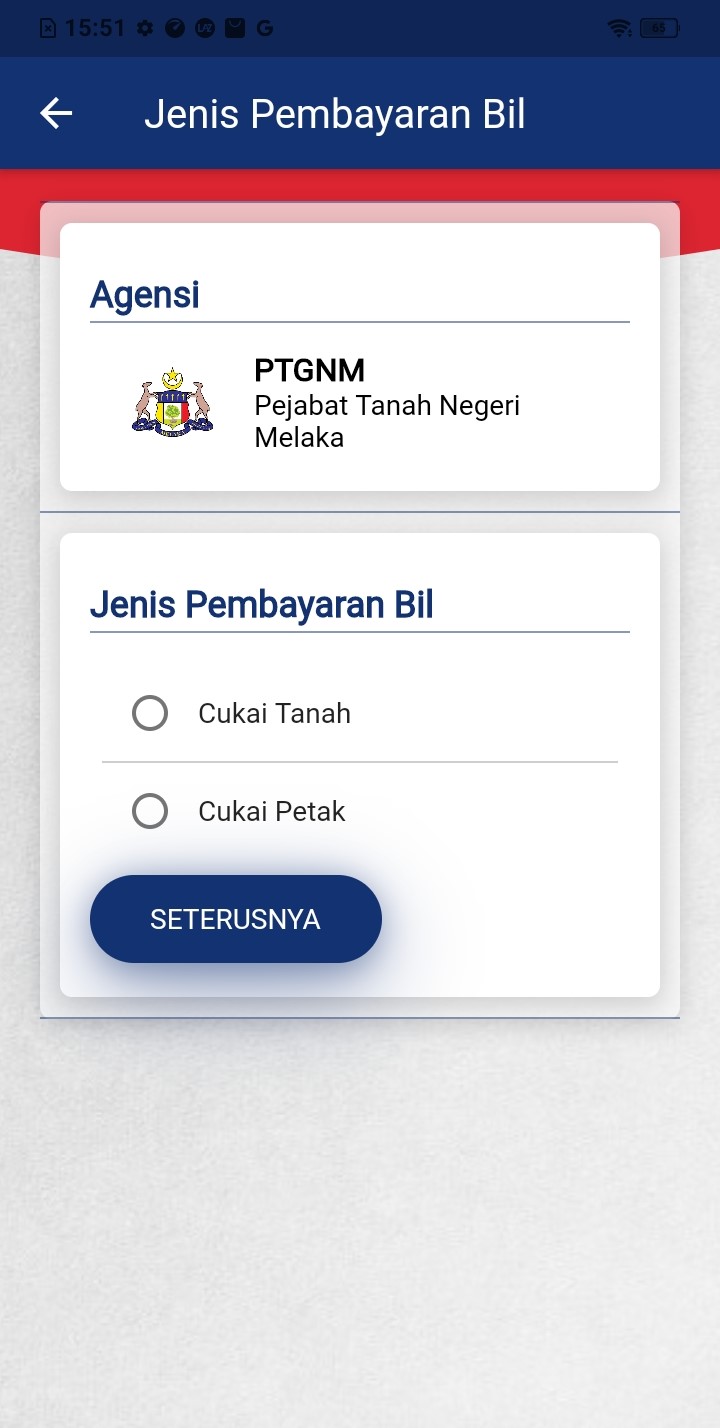 15:51
65
Jenis Pembayaran Bil
Agensi
PTGNM
Pejabat Tanah Negeri
Melaka
Jenis Pembayaran Bil
Cukai Tanah
Cukai Petak
SETERUSNYA